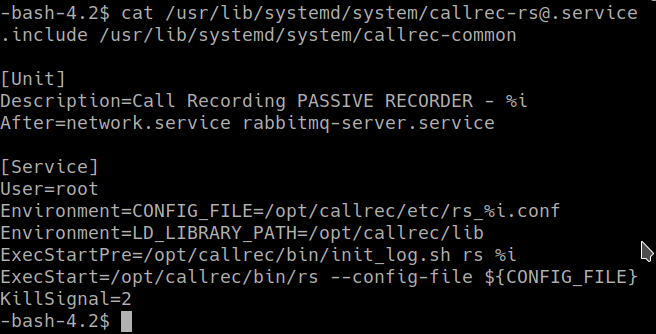 -bash-4.2$ cat /usr/lib/systemd/system/callrec-rs@.service
.include /usr/lib/systemd/system/callrec-common
[Unit]
Description=Call Recording PASSIVE RECORDER - %i
After=network.service rabbitmq-server.service
[Service]
User=root
Environment=CONFIG_FILE=/opt/callrec/etc/rs_%i.conf
Environment=LD_LIBRARY_PATH=/opt/callrec/lib
ExecStartPre=/opt/callrec/bin/init_log.sh rs %i
ExecStart=/opt/callrec/bin/rs --config-file ${CONFIG_FILE}
KillSignal=2
-bash-4.2$